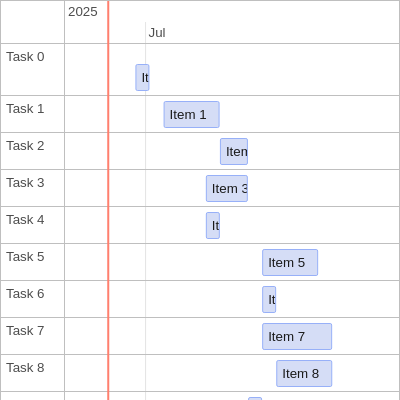 2025
Jul
Task 0
It
Task 1
Item 1
Task 2
Item
Task 3
Item 3
Task 4
It
Task 5
Item 5
Task 6
It
Task 7
Item 7
Task 8
Item 8